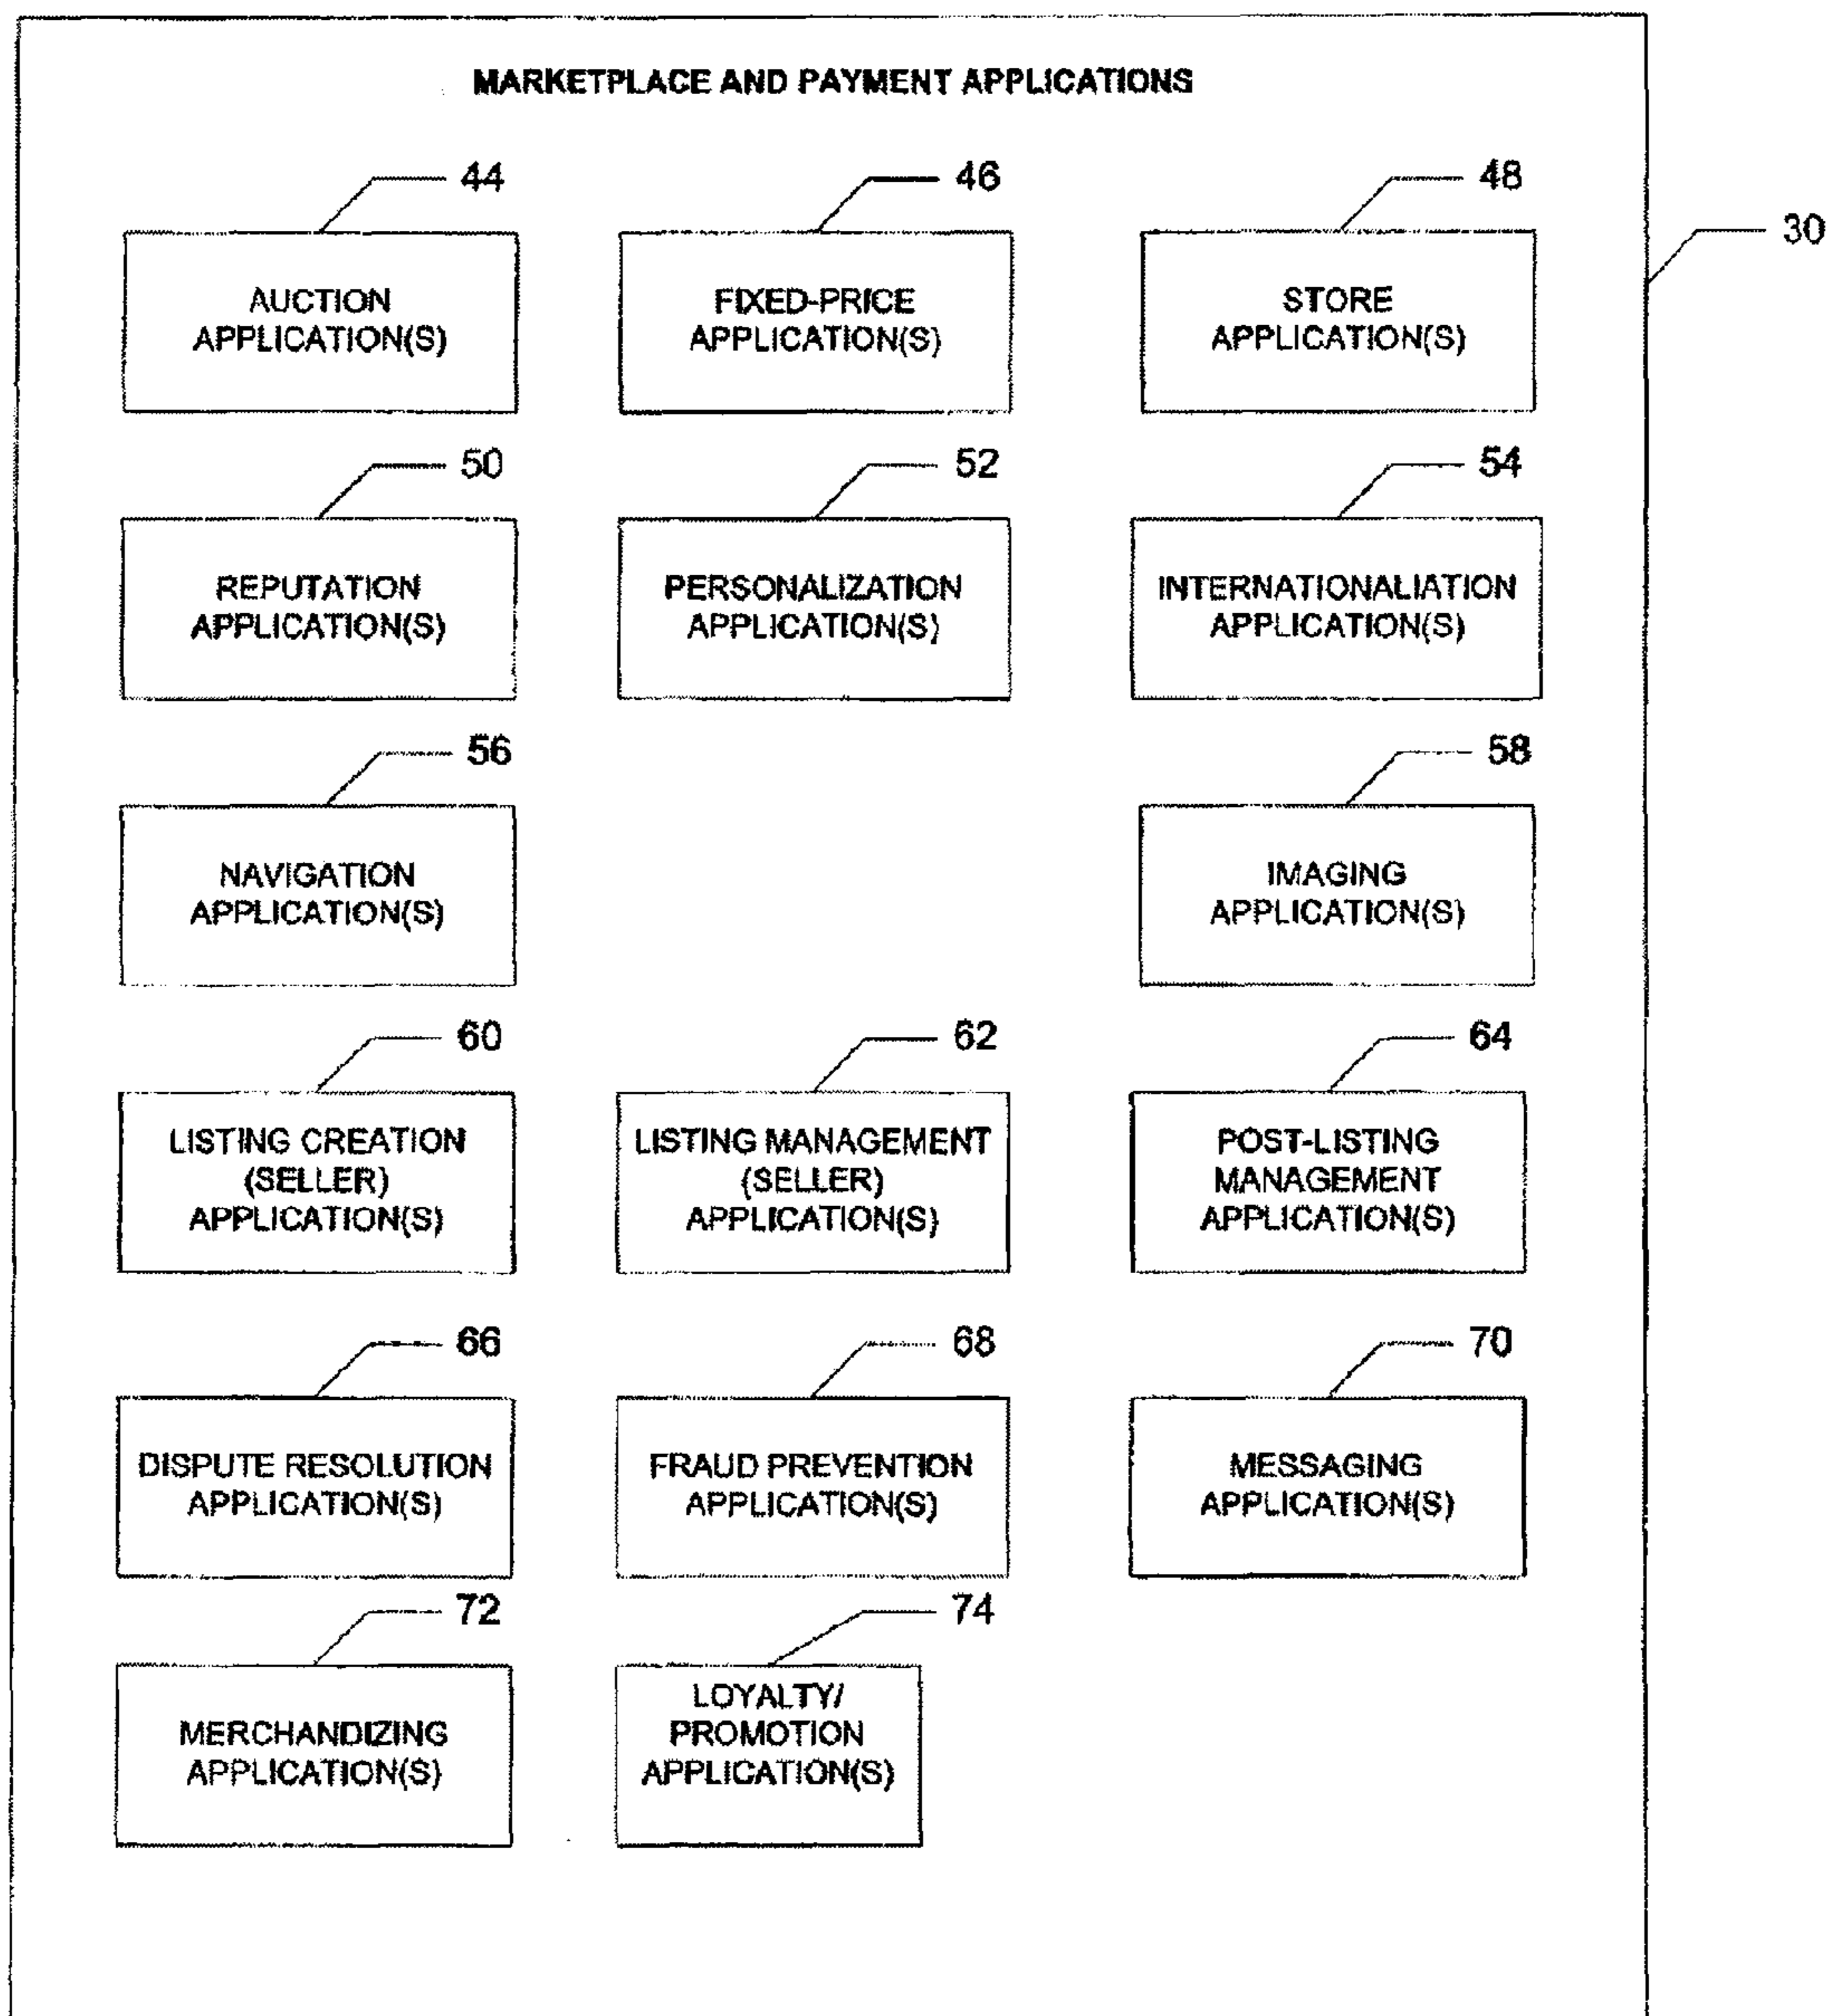 MARKETPLACE AND PAYMENT APPLICATIONS
44
46
48
30
AUCTION
APPLICATION(S)
FIXED-PRICE
APPLICATION(S)
STORE
APPLICATION(S)
50
52
54
REPUTATION
APPLICATION(S)
PERSONALIZATION
APPLICATION(S)
INTERNATIONALIATION
APPLICATION(S)
56
58
NAVIGATION
APPLICATION(S)
IMAGING
APPLICATION(S)
60
62
64
LISTING CREATION
(SELLER)
APPLICATION(S)
LISTING MANAGEMENT
(SELLER)
APPLICATION(S)
POST-LISTING
MANAGEMENT
APPLICATION(S)
66
68
70
DISPUTE RESOLUTION
APPLICATION(S)
FRAUD PREVENTION
APPLICATION(S)
MESSAGING
APPLICATION(S)
72
74
MERCHANDIZING
APPLICATION(S)
LOYALTY/
PROMOTION
APPLICATION(S)